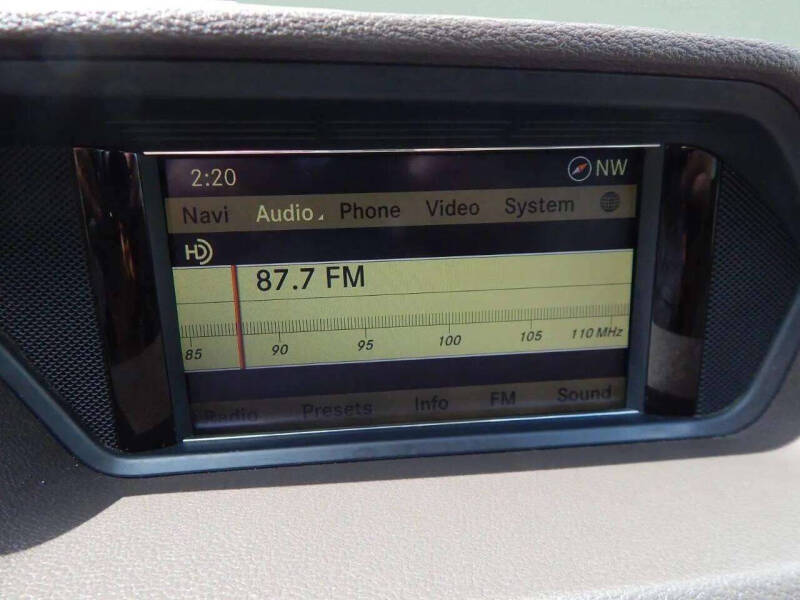 2:20 NW
Navi Audio Phone Video System
HD
87.7 FM
85 90 95 100 105 110 MHz
Radio Presets Info FM Sound